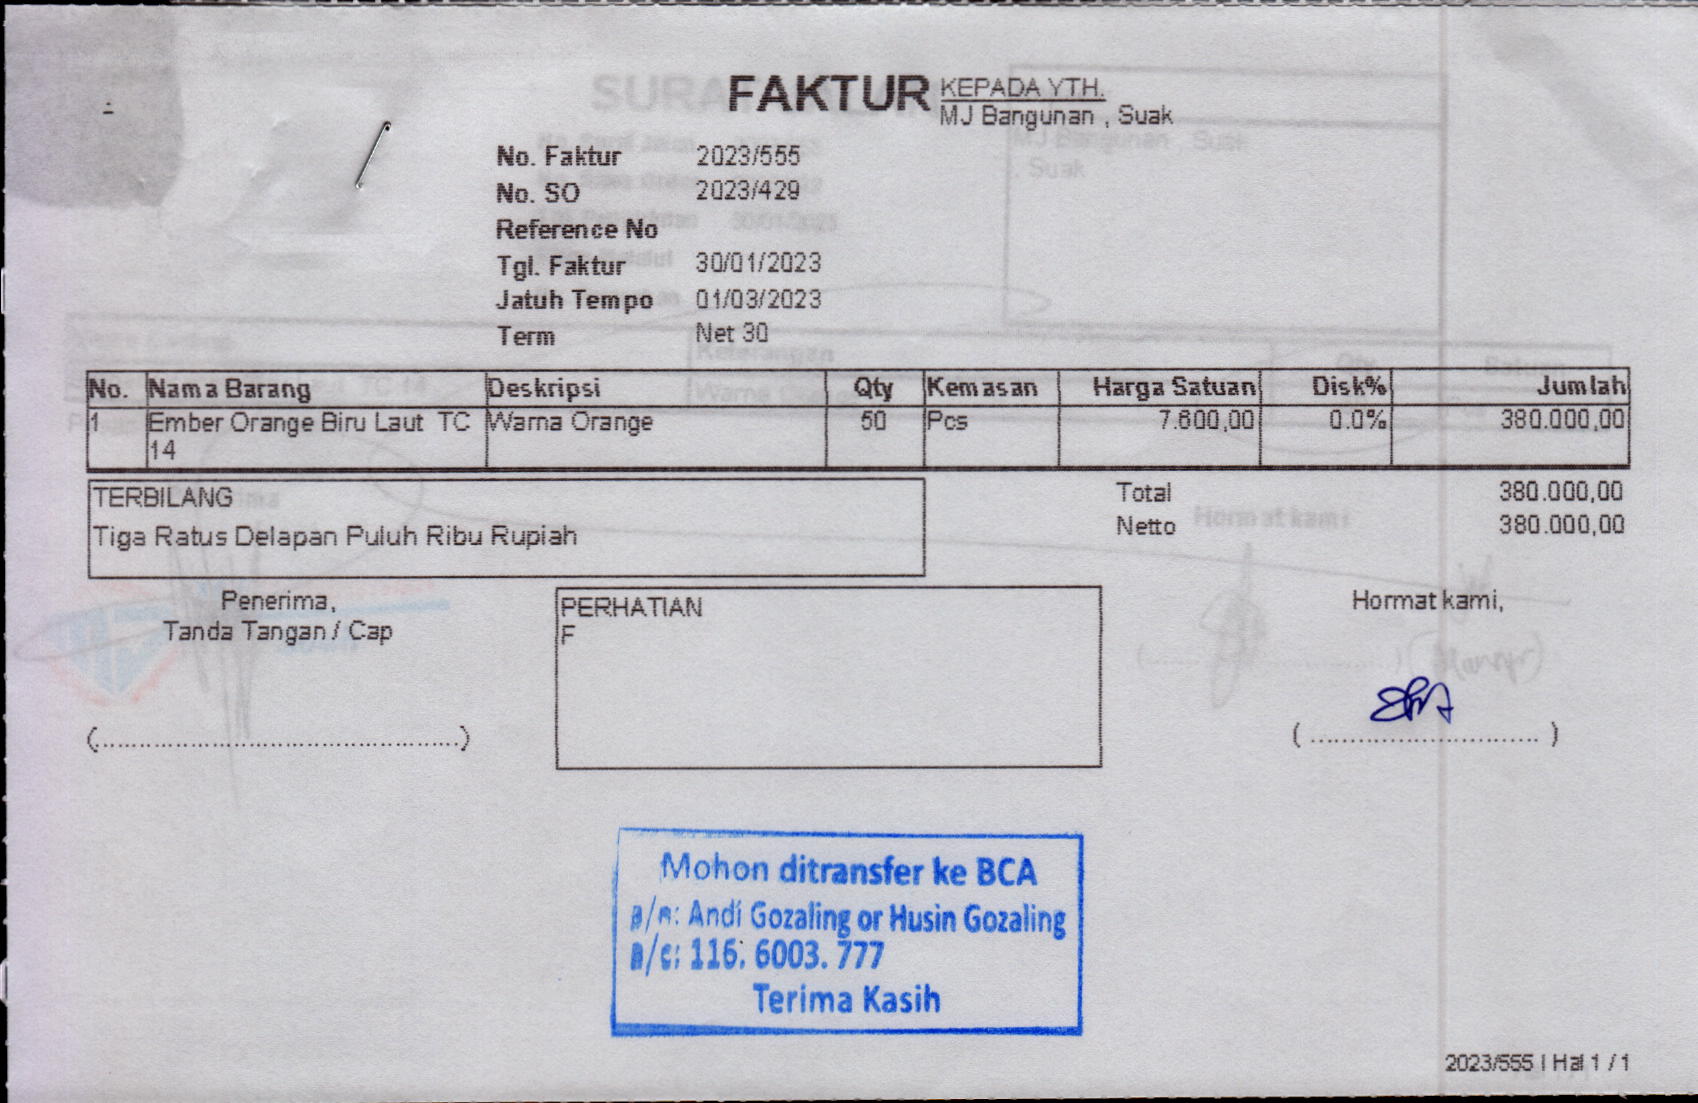 FAKTUR
KEPADA YTH.
MJ Bangunan , Suak
No. Faktur 2023/555
No. SO 2023/429
Reference No
Tgl. Faktur 30/01/2023
Jatuh Tempo 01/03/2023
Term Net 30
No. Nama Barang Deskripsi Qty Kemasan Harga Satuan Disk% Jumlah
1 Ember Orange Biru Laut TC Warna Orange 50 Pcs 7.600,00 0.0% 380.000,00
14
TERBILANG
Tiga Ratus Delapan Puluh Ribu Rupiah
Total 380.000,00
Netto 380.000,00
Penerima,
Tanda Tangan / Cap
(................................................)
PERHATIAN
F
Hormat kami,
( ............................. )
Mohon ditransfer ke BCA
a/n: Andi Gozaling or Husin Gozaling
a/c: 116. 6003. 777
Terima Kasih
2023/555 | Hal 1 / 1